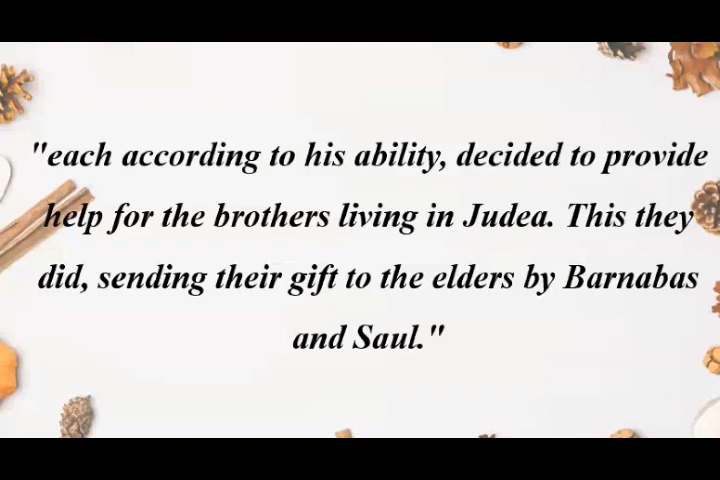 "each according to his ability, decided to provide
help for the brothers living in Judea. This they
did, sending their gift to the elders by Barnabas
and Saul."